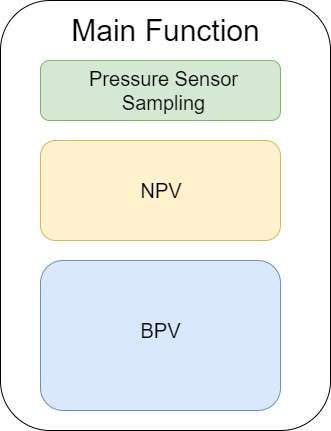 Main Function
Pressure Sensor
Sampling
NPV
BPV